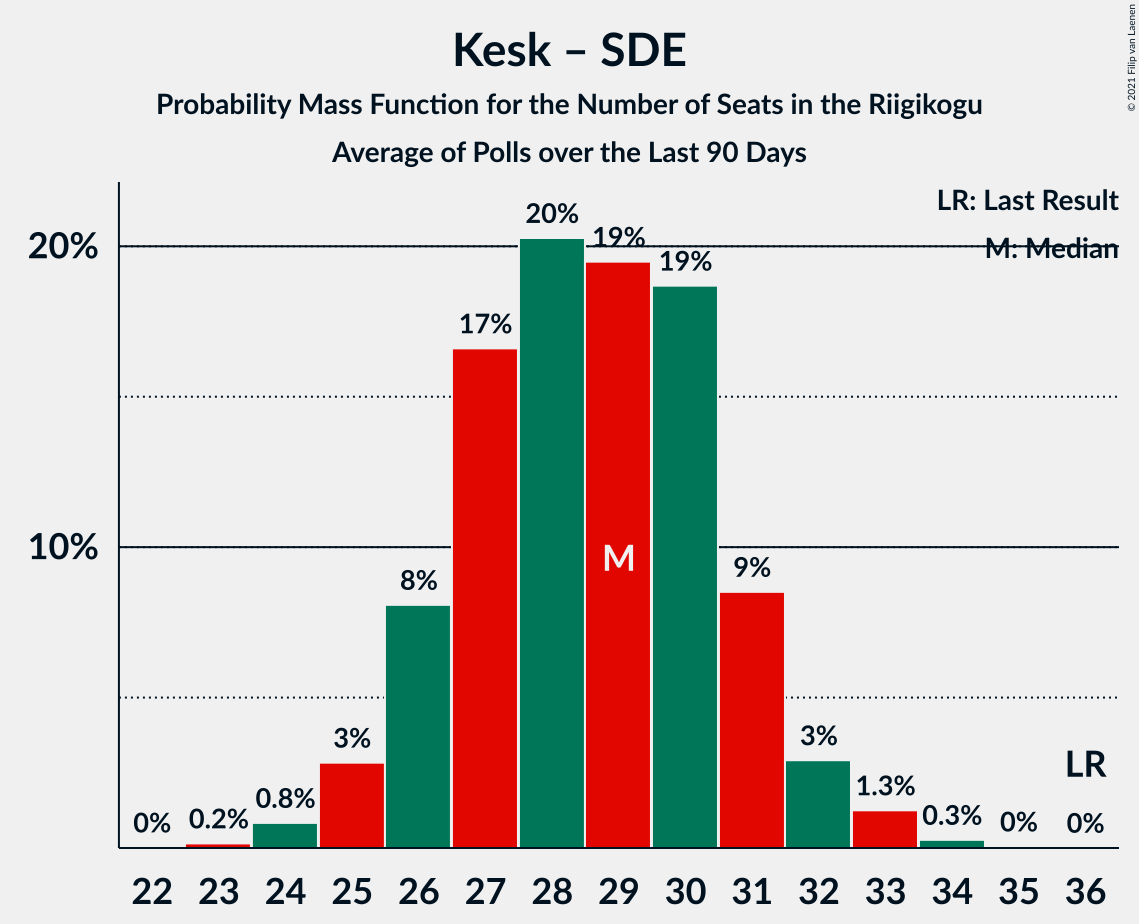 Kesk – SDE
Probability Mass Function for the Number of Seats in the Riigikogu
Average of Polls over the Last 90 Days
© 2021 Filip van Laenen
LR: Last Result
M: Median
20%
10%
0%
0.2%
0.8%
3%
8%
17%
20%
19%
19%
9%
3%
1.3%
0.3%
0%
0%
M
LR
22 23 24 25 26 27 28 29 30 31 32 33 34 35 36